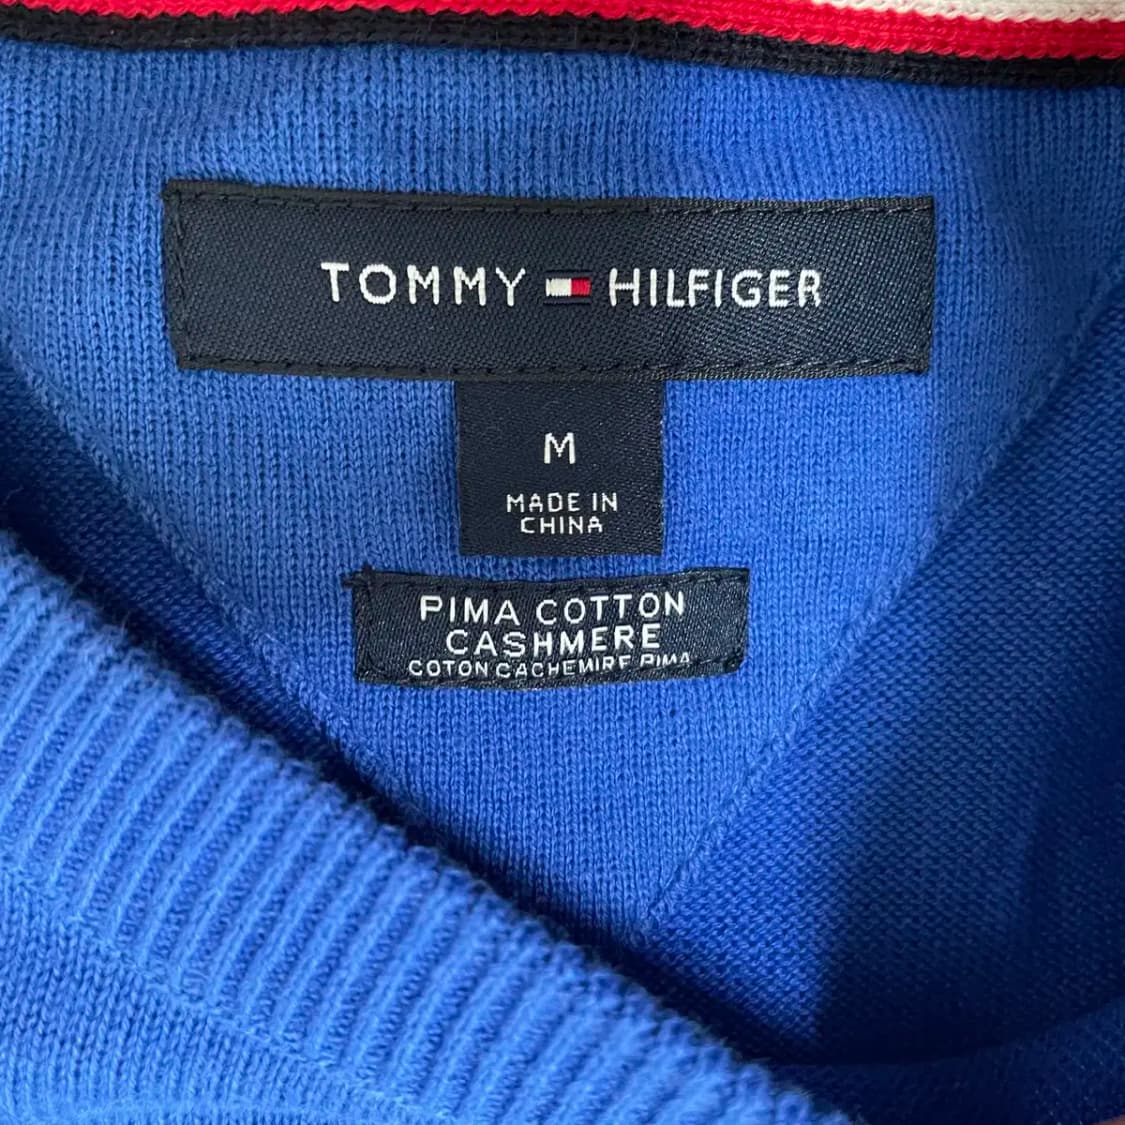 TOMMY HILFIGER
M
MADE IN
CHINA
PIMA COTTON
CASHMERE
COTON CACHEMIRE PIMA